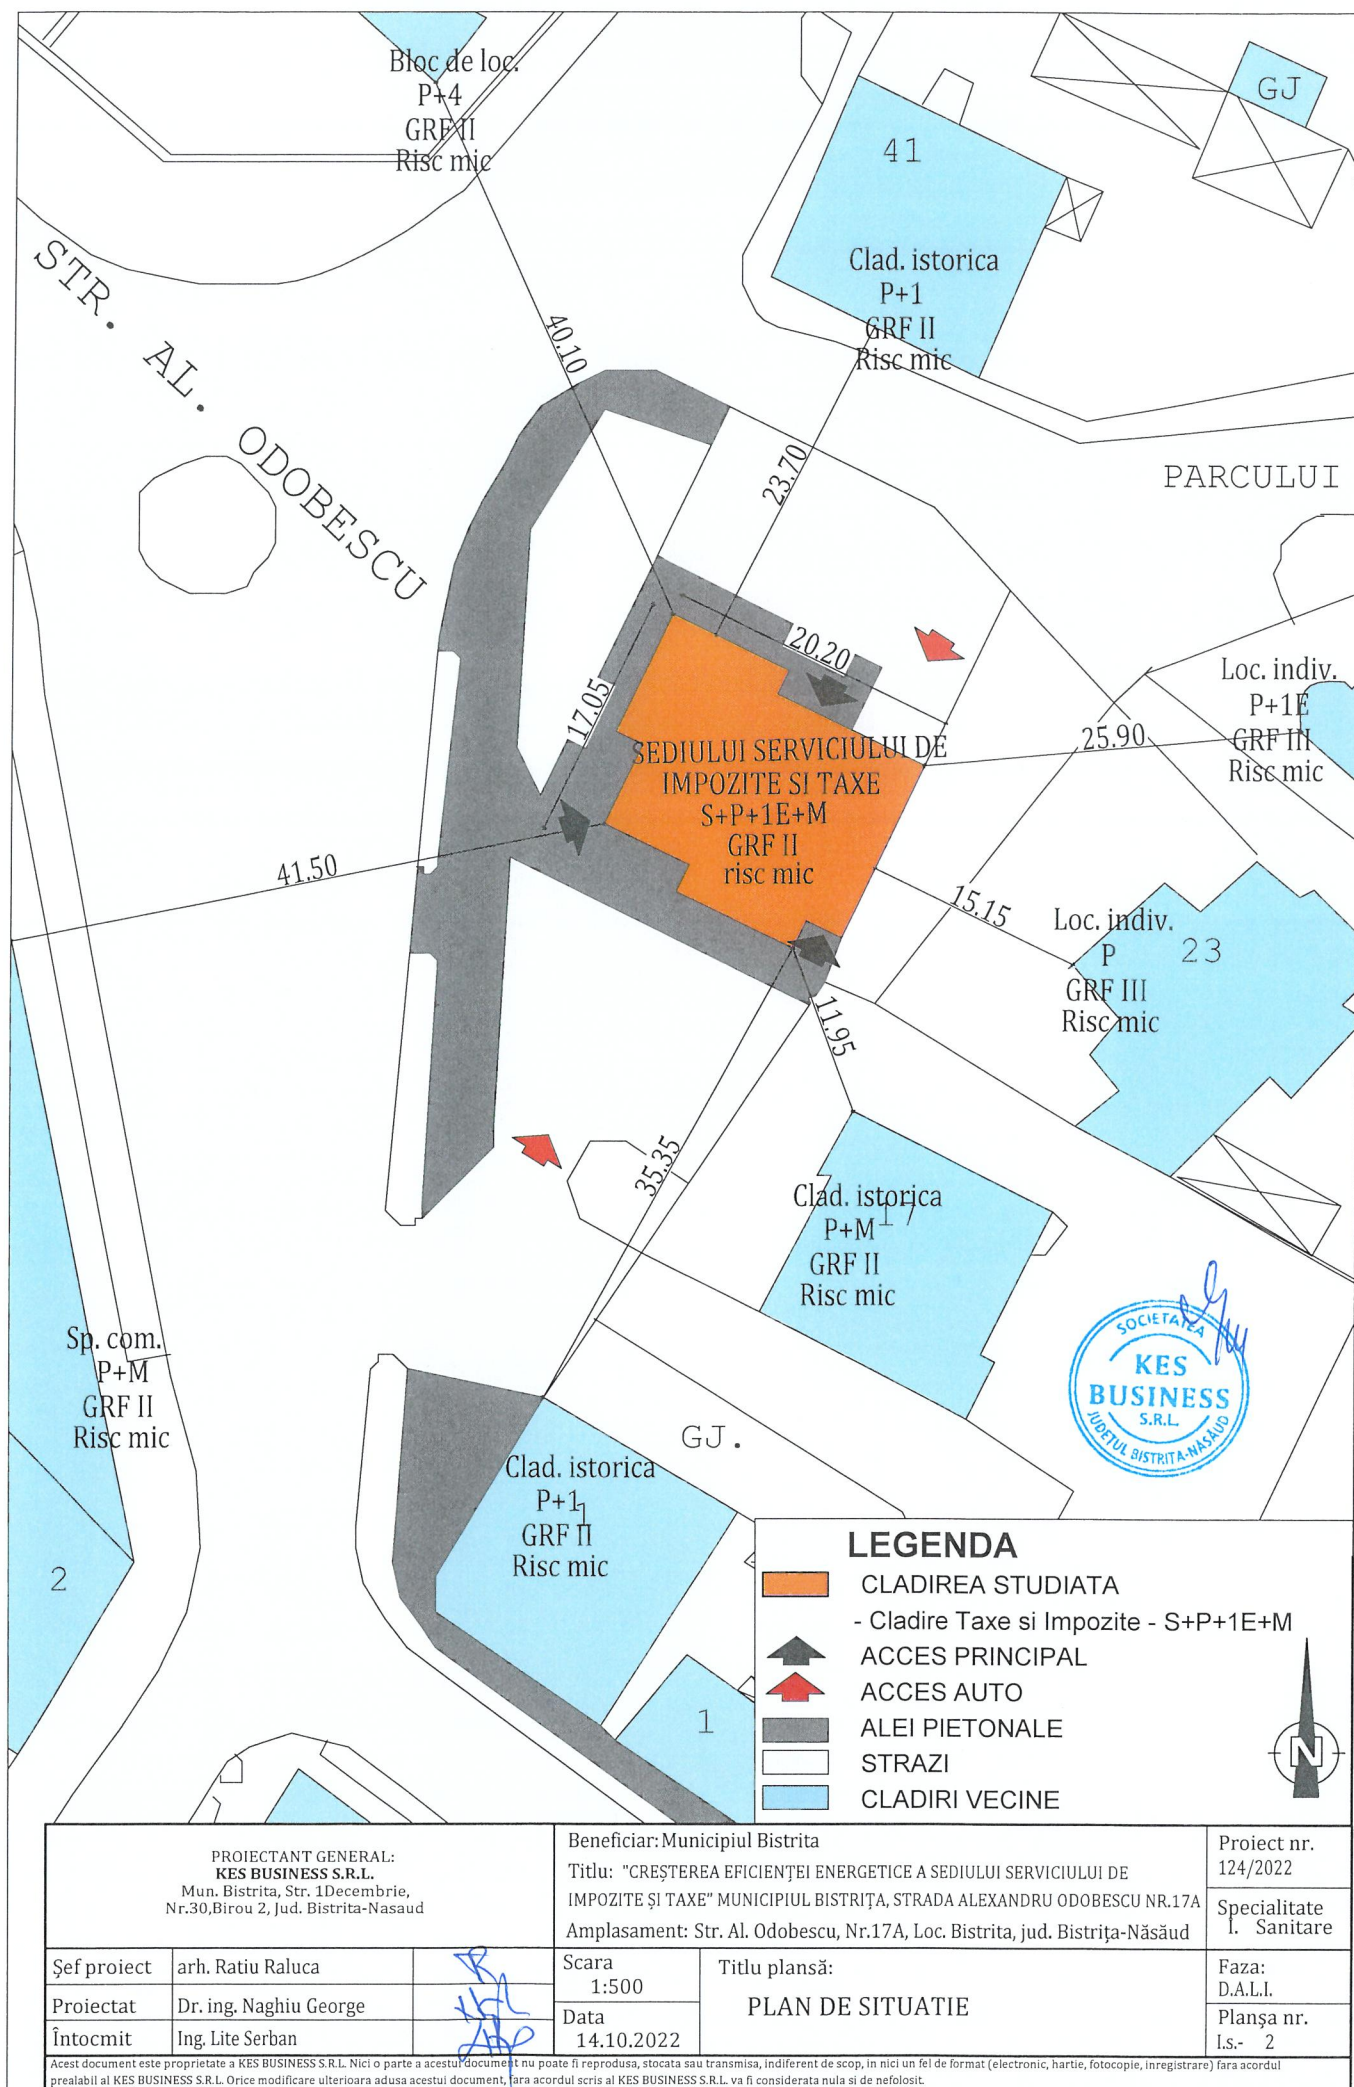 Bloc de loc.
P+4
GRF II
Risc mic
GJ
41
Clad. istorica
P+1
GRF II
Risc mic
STR. AL. ODOBESCU
40.10
23.70
PARCULUI
20.20
17.05
Loc. indiv.
P+1E
GRF III
Risc mic
25.90
SEDIULUI SERVICIULUI DE
IMPOZITE SI TAXE
S+P+1E+M
GRF II
risc mic
41.50
15.15
Loc. indiv.
P
GRF III
Risc mic
23
11.95
35.35
Clad. istorica
P+M
GRF II
Risc mic
17
Sp. com.
P+M
GRF II
Risc mic
2
GJ.
Clad. istorica
P+1
GRF II
Risc mic
1
1
SOCIETATEA
KES
BUSINESS
S.R.L.
JUDEŢUL BISTRIŢA-NĂSĂUD
LEGENDA
CLADIREA STUDIATA
- Cladire Taxe si Impozite - S+P+1E+M
ACCES PRINCIPAL
ACCES AUTO
ALEI PIETONALE
STRAZI
CLADIRI VECINE
N
PROIECTANT GENERAL:
KES BUSINESS S.R.L.
Mun. Bistrita, Str. 1Decembrie,
Nr.30,Birou 2, Jud. Bistrita-Nasaud
Beneficiar: Municipiul Bistrita
Titlu: "CREȘTEREA EFICIENȚEI ENERGETICE A SEDIULUI SERVICIULUI DE
IMPOZITE ȘI TAXE" MUNICIPIUL BISTRIȚA, STRADA ALEXANDRU ODOBESCU NR.17A
Amplasament: Str. Al. Odobescu, Nr.17A, Loc. Bistrita, jud. Bistriţa-Năsăud
Proiect nr.
124/2022
Specialitate
I. Sanitare
Șef proiect arh. Ratiu Raluca
Proiectat Dr. ing. Naghiu George
Întocmit Ing. Lite Serban
Scara
1:500
Data
14.10.2022
Titlu plansă:
PLAN DE SITUATIE
Faza:
D.A.L.I.
Planşa nr.
I.s.- 2
Acest document este proprietate a KES BUSINESS S.R.L. Nici o parte a acestui document nu poate fi reprodusa, stocata sau transmisa, indiferent de scop, in nici un fel de format (electronic, hartie, fotocopie, inregistrare) fara acordul
prealabil al KES BUSINESS S.R.L. Orice modificare ulterioara adusa acestui document, fara acordul scris al KES BUSINESS S.R.L. va fi considerata nula si de nefolosit.